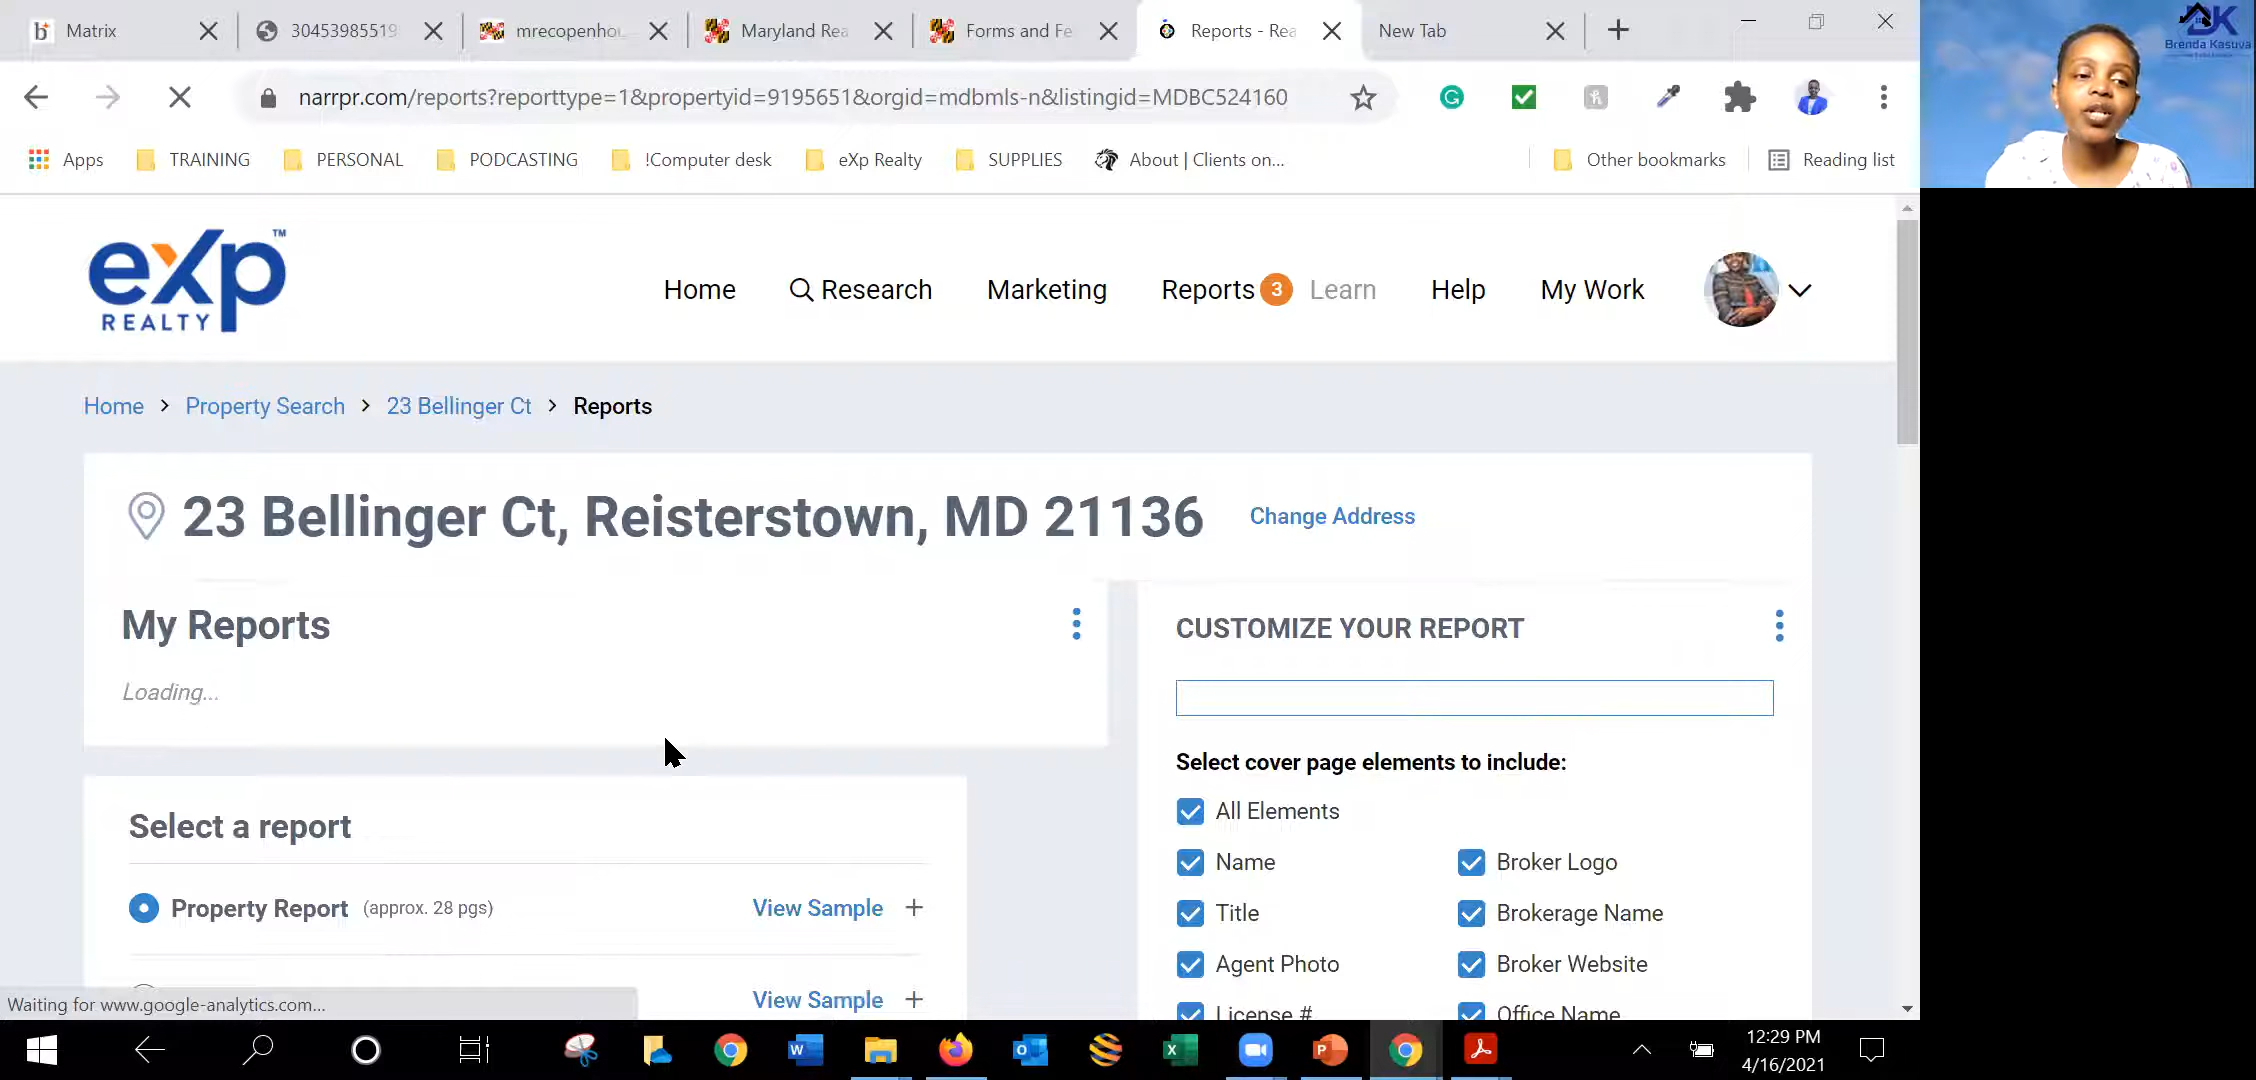 Matrix
30453985519
mrecopenhou
Maryland Rea
Forms and Fe
Reports - Rea
New Tab
narrpr.com/reports?reporttype=1&propertyid=9195651&orgid=mdbmls-n&listingid=MDBC524160
Apps
TRAINING
PERSONAL
PODCASTING
!Computer desk
eXp Realty
SUPPLIES
About | Clients on...
Other bookmarks
Reading list
DK
Brenda Kasuva
eXp™
REALTY
Home
Research
Marketing
Reports 3
Learn
Help
My Work
Home > Property Search > 23 Bellinger Ct > Reports
23 Bellinger Ct, Reisterstown, MD 21136
Change Address
My Reports
Loading...
CUSTOMIZE YOUR REPORT
Select cover page elements to include:
All Elements
Name
Broker Logo
Title
Brokerage Name
Agent Photo
Broker Website
License #
Office Name
Select a report
Property Report (approx. 28 pgs)
View Sample +
View Sample +
Waiting for www.google-analytics.com...
12:29 PM
4/16/2021